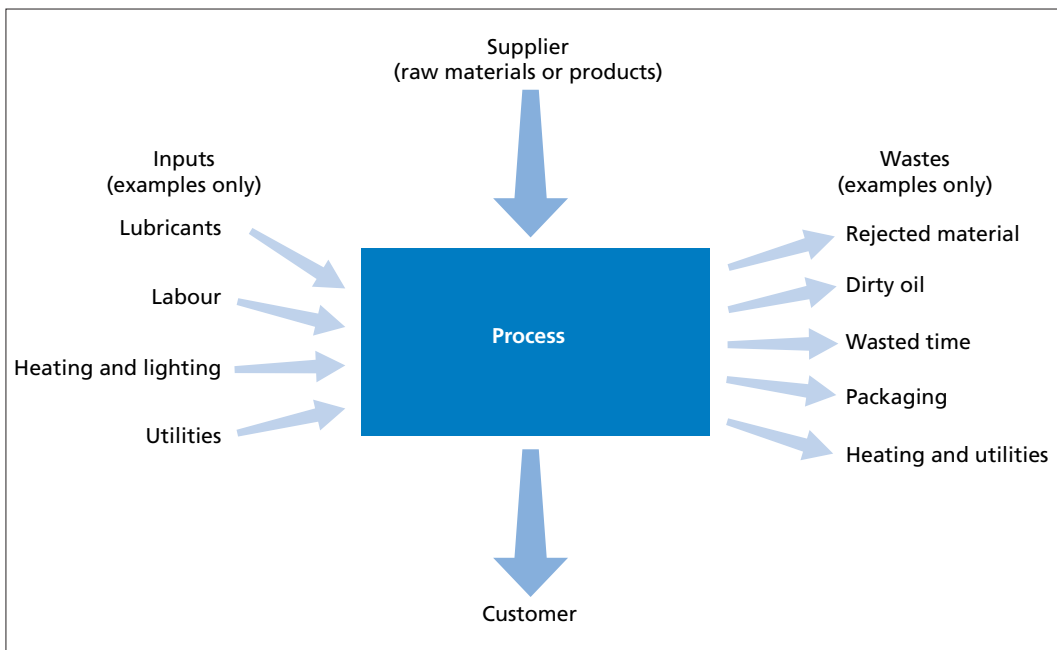 Supplier
(raw materials or products)
Inputs
(examples only)
Lubricants
Labour
Heating and lighting
Utilities
Process
Wastes
(examples only)
Rejected material
Dirty oil
Wasted time
Packaging
Heating and utilities
Customer